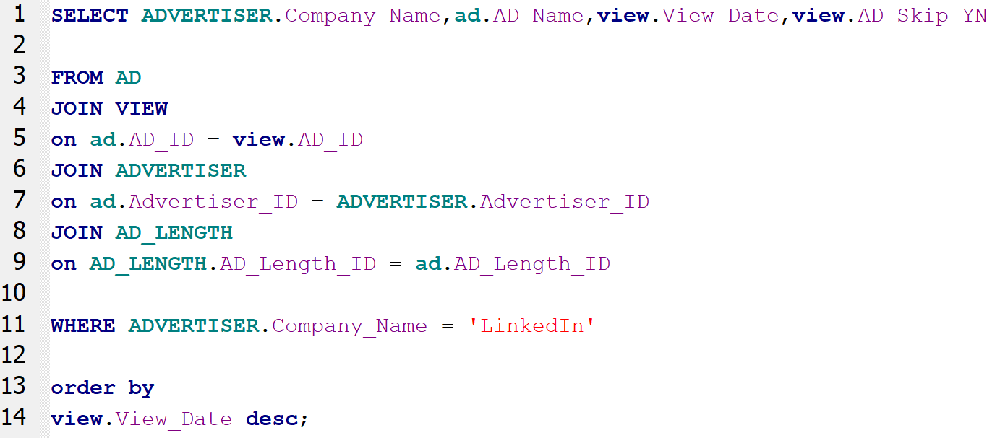 1 SELECT ADVERTISER.Company_Name,ad.AD_Name,view.View_Date,view.AD_Skip_YN
2
3 FROM AD
4 JOIN VIEW
5 on ad.AD_ID = view.AD_ID
6 JOIN ADVERTISER
7 on ad.Advertiser_ID = ADVERTISER.Advertiser_ID
8 JOIN AD_LENGTH
9 on AD_LENGTH.AD_Length_ID = ad.AD_Length_ID
10
11 WHERE ADVERTISER.Company_Name = 'LinkedIn'
12
13 order by
14 view.View_Date desc;